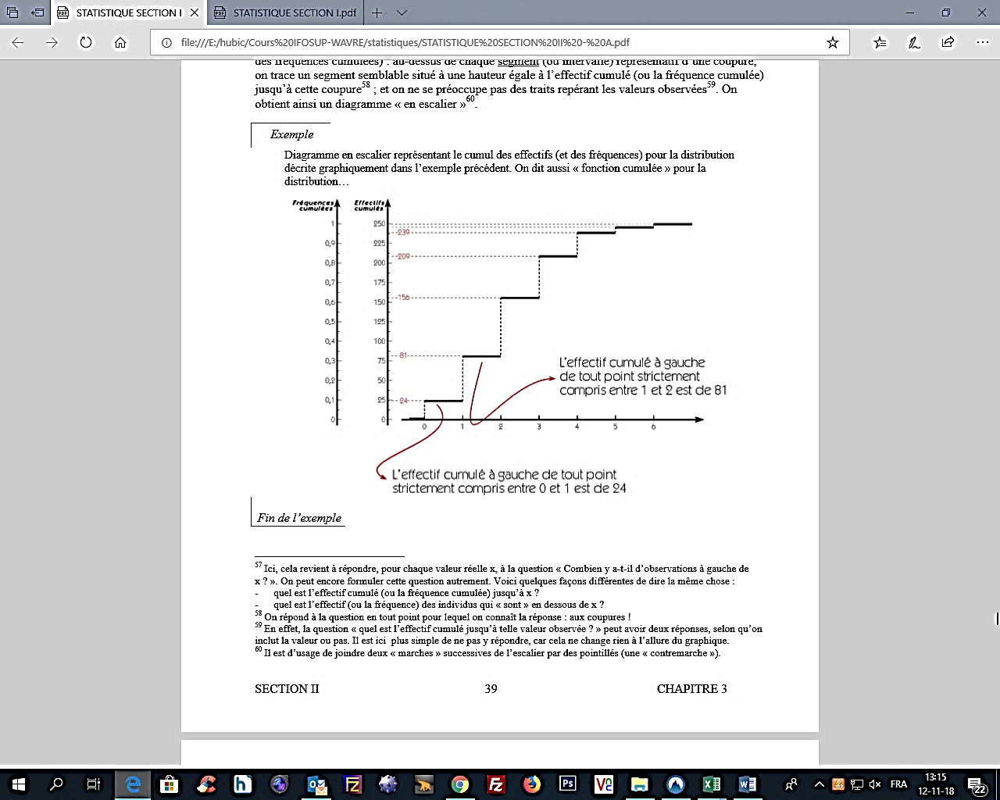 STATISTIQUE SECTION I
STATISTIQUE SECTION I.pdf
file:///E:/hubic/Cours%20IFOSUP-WAVRE/statistiques/STATISTIQUE%20SECTION%20II%20-%20A.pdf
des fréquences cumulées) : au-dessus de chaque segment (ou intervalle) représentatif d'une coupure,
on trace un segment semblable situé à une hauteur égale à l'effectif cumulé (ou la fréquence cumulée)
jusqu'à cette coupure58 ; et on ne se préoccupe pas des traits repérant les valeurs observées59. On
obtient ainsi un diagramme « en escalier »60.
Exemple
Diagramme en escalier représentant le cumul des effectifs (et des fréquences) pour la distribution
décrite graphiquement dans l'exemple précédent. On dit aussi « fonction cumulée » pour la
distribution…
Fréquences cumulées
Effectifs cumulés
1 250
239
0,9 225
209
0,8 200
0,7 175
156
0,6 150
0,5 125
0,4 100
81
0,3 75
0,2 50
0,1 25
24
0 0
0 1 2 3 4 5 6
L'effectif cumulé à gauche
de tout point strictement
compris entre 1 et 2 est de 81
L'effectif cumulé à gauche de tout point
strictement compris entre 0 et 1 est de 24
Fin de l'exemple
57 Ici, cela revient à répondre, pour chaque valeur réelle x, à la question « Combien y a-t-il d'observations à gauche de
x ? ». On peut encore formuler cette question autrement. Voici quelques façons différentes de dire la même chose :
- quel est l'effectif cumulé (ou la fréquence cumulée) jusqu'à x ?
- quel est l'effectif (ou la fréquence) des individus qui « sont » en dessous de x ?
58 On répond à la question en tout point pour lequel on connaît la réponse : aux coupures !
59 En effet, la question « quel est l'effectif cumulé jusqu'à telle valeur observée ? » peut avoir deux réponses, selon qu'on
inclut la valeur ou pas. Il est ici plus simple de ne pas y répondre, car cela ne change rien à l'allure du graphique.
60 Il est d'usage de joindre deux « marches » successives de l'escalier par des pointillés (une « contremarche »).
SECTION II 39 CHAPITRE 3
FRA
13:15
12-11-18
22